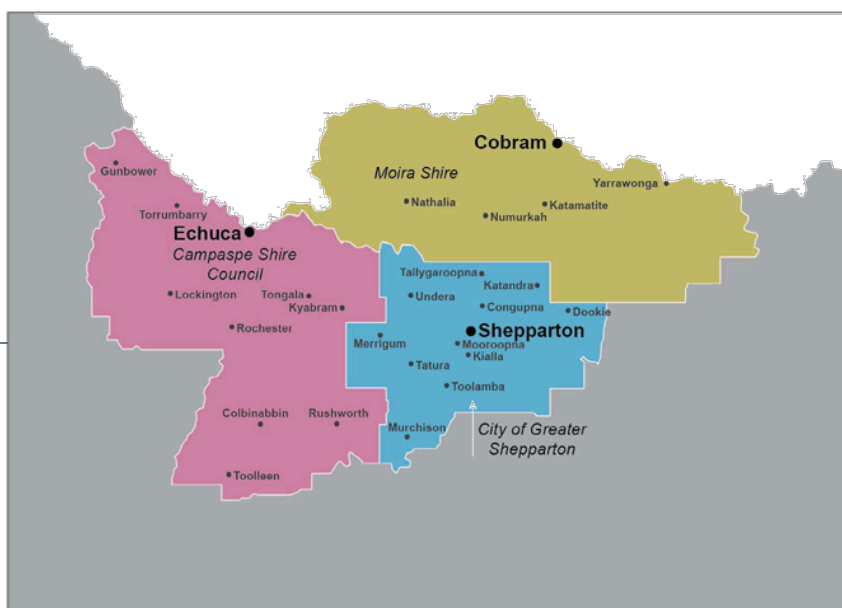 Cobram
Gunbower
Moira Shire
Yarrawonga
Nathalia
Katamatite
Torrumbarry
Numurkah
Echuca
Campaspe Shire
Council
Tallygaroopna
Katandra
Lockington
Tongala
Undera
Kyabram
Congupna
Dookie
Rochester
Shepparton
Merrigum
Mooroopna
Kialla
Tatura
Toolamba
Colbinabbin
Rushworth
Murchison
City of Greater
Shepparton
Toolleen